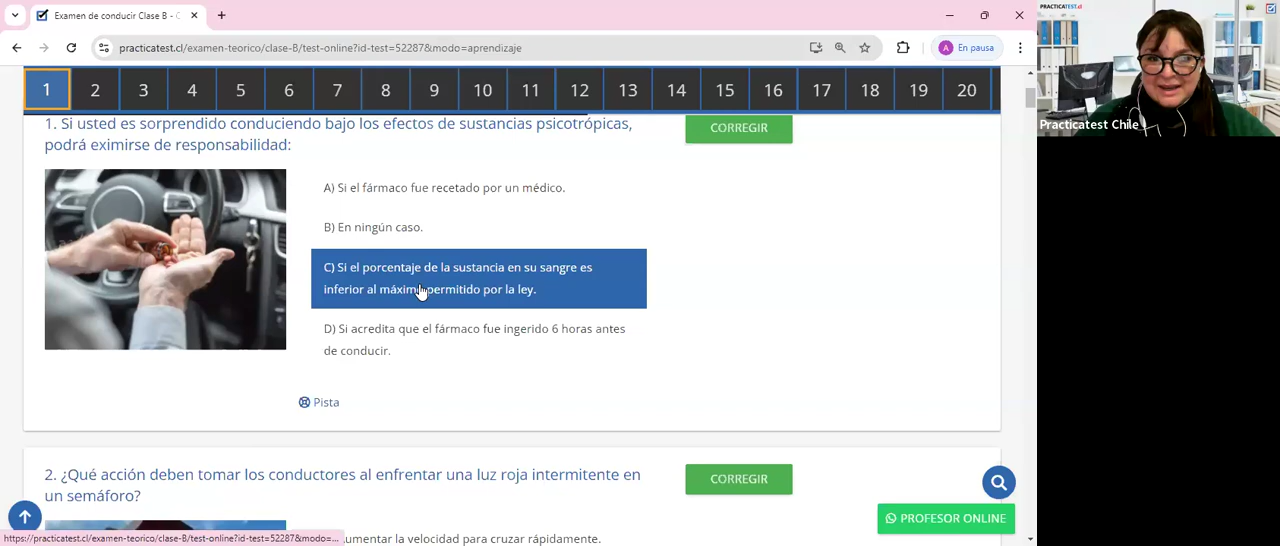 Examen de conducir Clase B - C
practicatest.cl/examen-teorico/clase-B/test-online?id-test=52287&modo=aprendizaje
A En pausa
1 2 3 4 5 6 7 8 9 10 11 12 13 14 15 16 17 18 19 20
1. Si usted es sorprendido conduciendo bajo los efectos de sustancias psicotrópicas,
podrá eximirse de responsabilidad:
CORREGIR
A) Si el fármaco fue recetado por un médico.
B) En ningún caso.
C) Si el porcentaje de la sustancia en su sangre es
inferior al máximo permitido por la ley.
D) Si acredita que el fármaco fue ingerido 6 horas antes
de conducir.
Pista
2. ¿Qué acción deben tomar los conductores al enfrentar una luz roja intermitente en
un semáforo?
CORREGIR
PROFESOR ONLINE
https://practicatest.cl/examen-teorico/clase-B/test-online?id-test=52287&modo=...
aumentar la velocidad para cruzar rápidamente.
PRACTICATEST.cl
Practicatest Chile